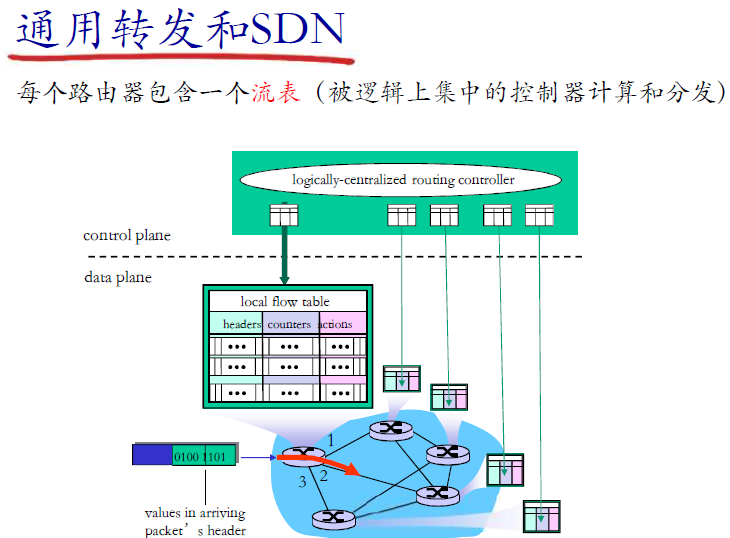 通用转发和SDN
每个路由器包含一个流表（被逻辑上集中的控制器计算和分发）
logically-centralized routing controller
control plane
data plane
local flow table
headers counters actions
0100 1101
1
3 2
values in arriving
packet’s header